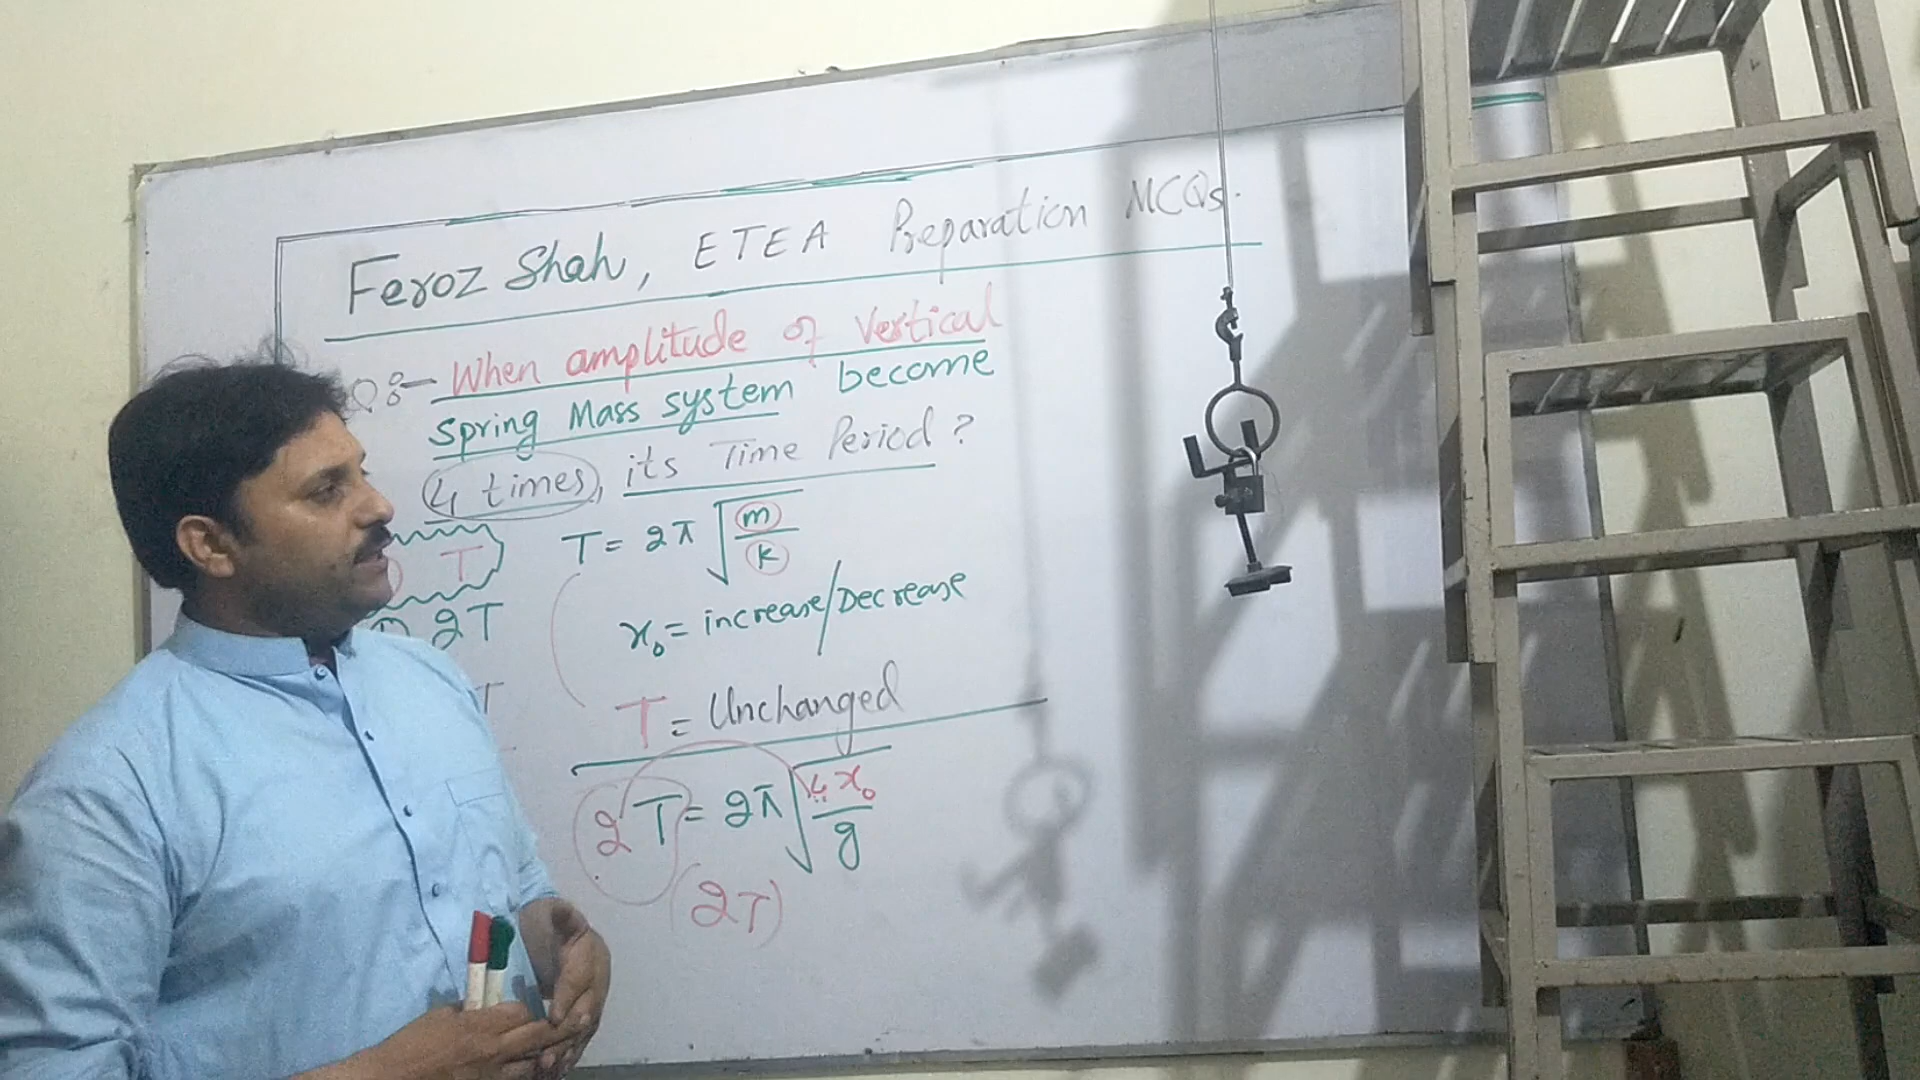 Feroz Shah, ETEA Preparation MCQs.
Q:- When amplitude of Vertical
Spring Mass system become
4 times, its Time Period?
T
T = 2π √(m/k)
2T
x₀ = increase/Decrease
T
T = Unchanged
2T = 2π √(4x₀/g)
(2T)